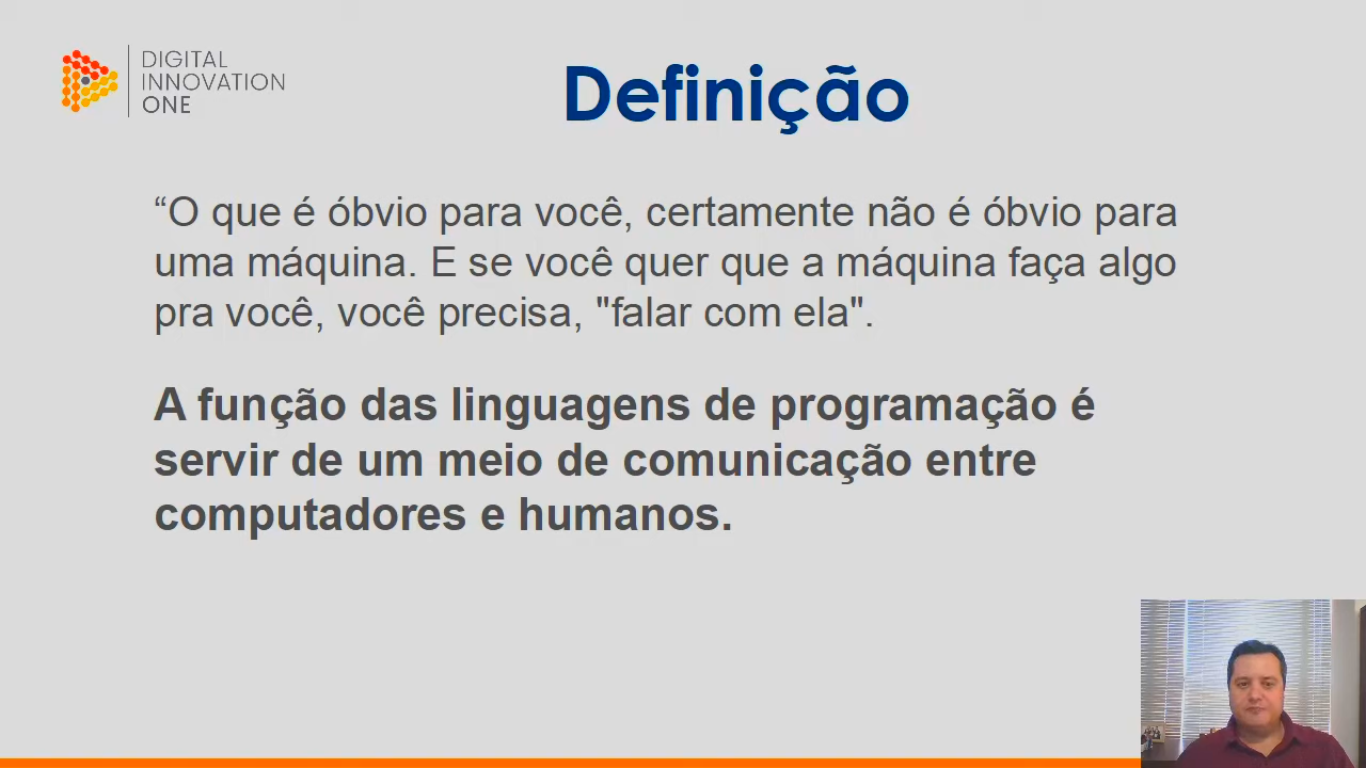 DIGITAL
INNOVATION
ONE
Definição
“O que é óbvio para você, certamente não é óbvio para
uma máquina. E se você quer que a máquina faça algo
pra você, você precisa, "falar com ela".
A função das linguagens de programação é
servir de um meio de comunicação entre
computadores e humanos.